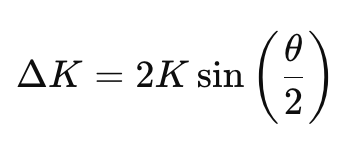 ΔK = 2K sin(θ/2)